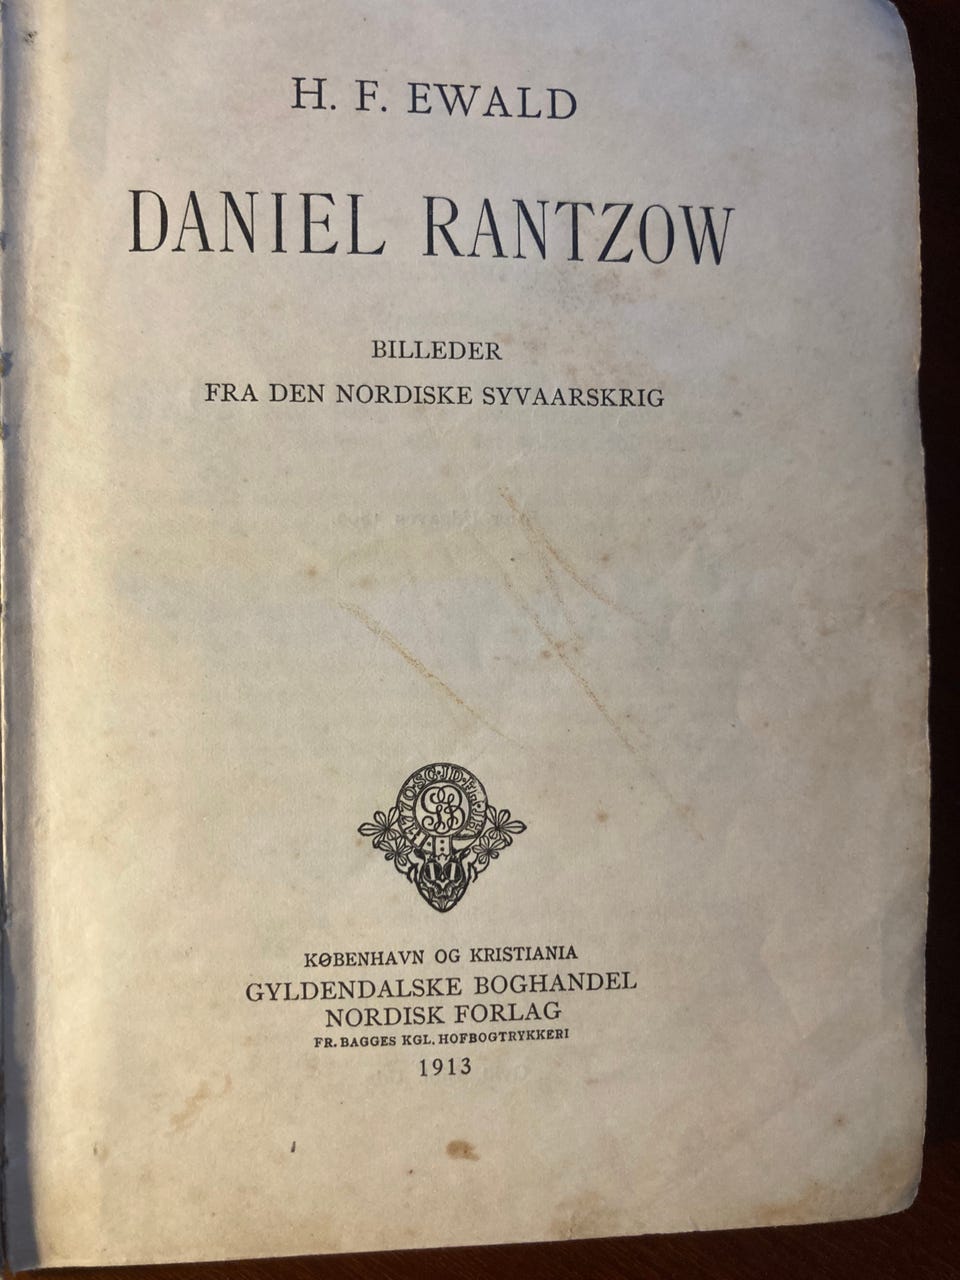 H. F. EWALD
DANIEL RANTZOW
BILLEDER
FRA DEN NORDISKE SYVAARSKRIG
KØBENHAVN OG KRISTIANIA
GYLDENDALSKE BOGHANDEL
NORDISK FORLAG
FR. BAGGES KGL. HOFBOGTRYKKERI
1913